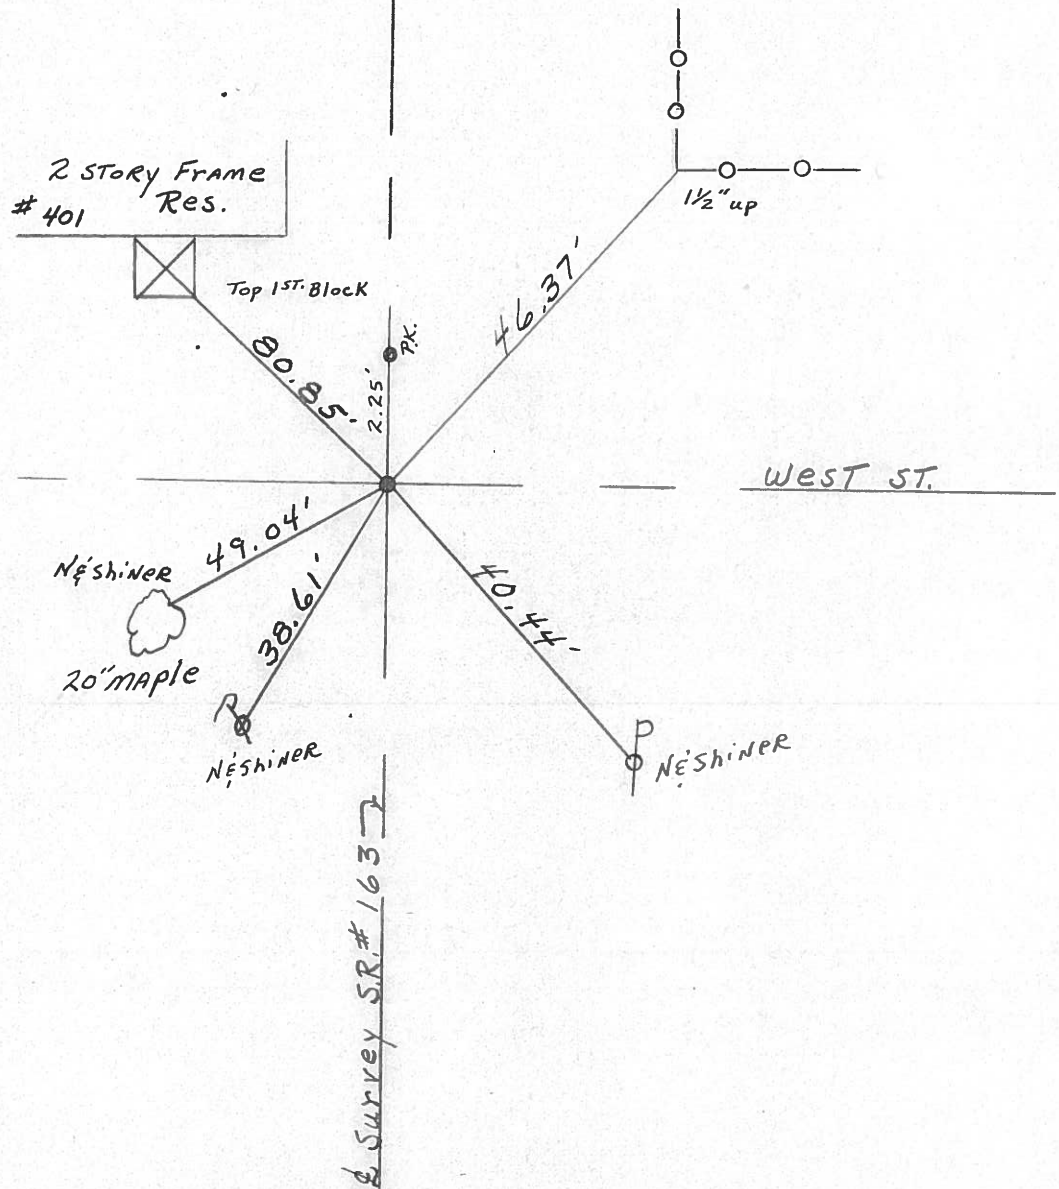 2 STORY FRAME
Res.
# 401
1½" up
Top 1ST. Block
P.K.
46.37'
80.85'
2.25'
WEST ST.
49.04'
N&ShiNER
38.61'
40.44'
20" MAPLE
P
N&ShiNER
P
N&ShiNER
℄ Survey S.R.# 163